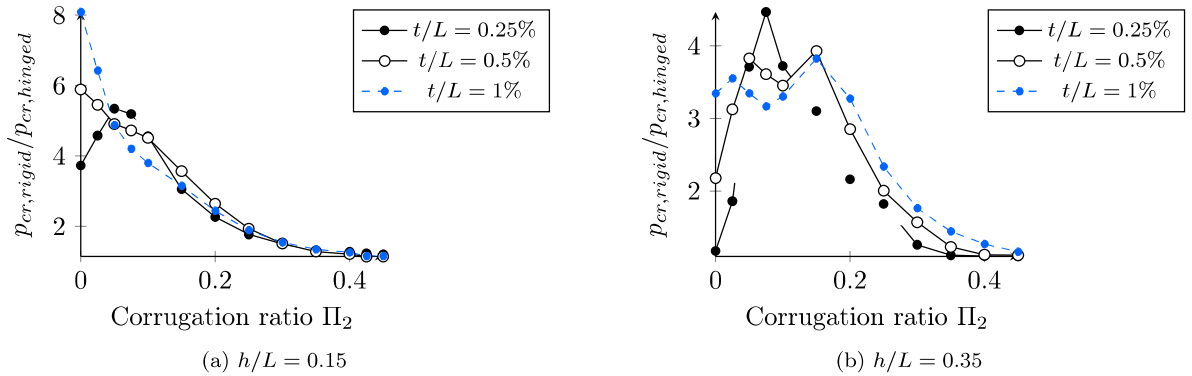 8
6
4
2
0
0.2
0.4
p_{cr,rigid}/p_{cr,hinged}
Corrugation ratio Π_2
t/L = 0.25%
t/L = 0.5%
t/L = 1%
(a) h/L = 0.15
4
3
2
0
0.2
0.4
p_{cr,rigid}/p_{cr,hinged}
Corrugation ratio Π_2
t/L = 0.25%
t/L = 0.5%
t/L = 1%
(b) h/L = 0.35